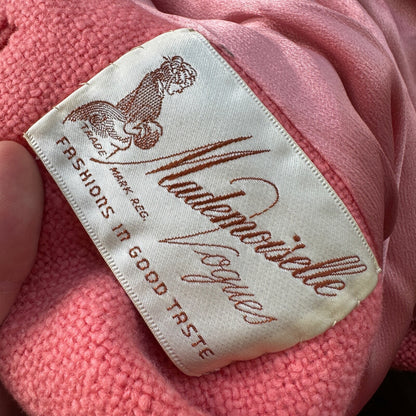 TRADE MARK REG.
Mademoiselle
Vogues
FASHIONS IN GOOD TASTE